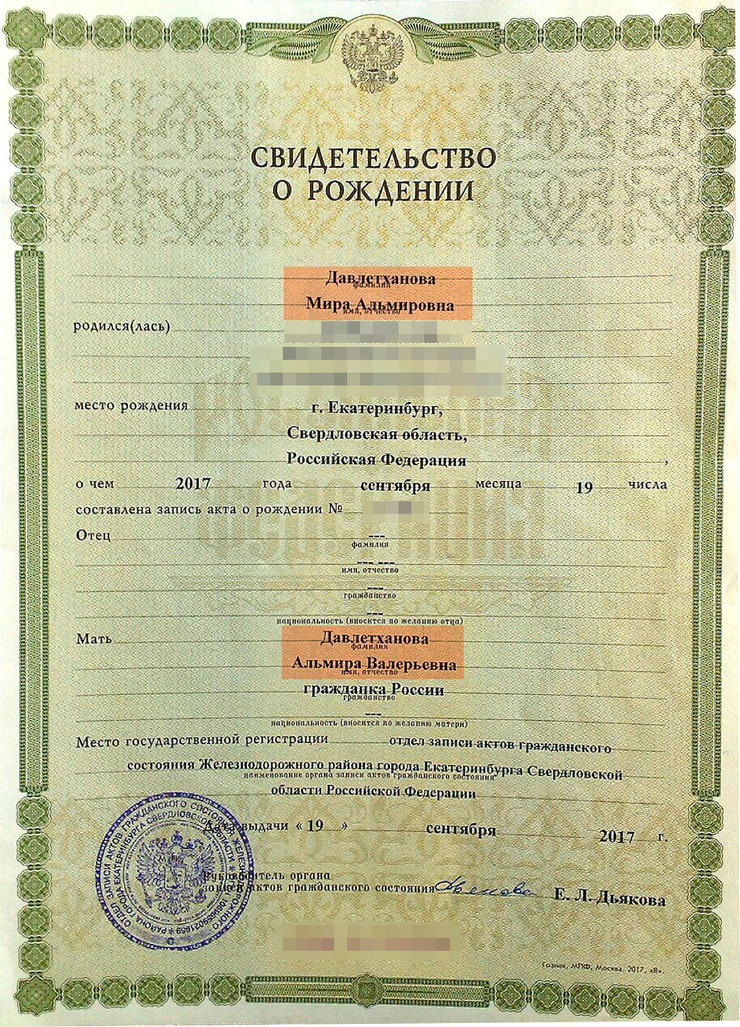 СВИДЕТЕЛЬСТВО
О РОЖДЕНИИ
Давлетханова
фамилия
Мира Альмировна
имя, отчество
родился(лась)
место рождения г. Екатеринбург,
Свердловская область,
Российская Федерация ,
о чем 2017 года сентября месяца 19 числа
составлена запись акта о рождении №
Отец ---
фамилия
--- ---
имя, отчество
---
гражданство
---
национальность (вносится по желанию отца)
Мать Давлетханова
фамилия
Альмира Валерьевна
имя, отчество
гражданка России
гражданство
---
национальность (вносится по желанию матери)
Место государственной регистрации отдел записи актов гражданского
состояния Железнодорожного района города Екатеринбурга Свердловской
наименование органа записи актов гражданского состояния
области Российской Федерации
Дата выдачи « 19 » сентября 2017 г.
Руководитель органа
записи актов гражданского состояния Е. Л. Дьякова
Гознак, МПФ, Москва, 2017, «В».